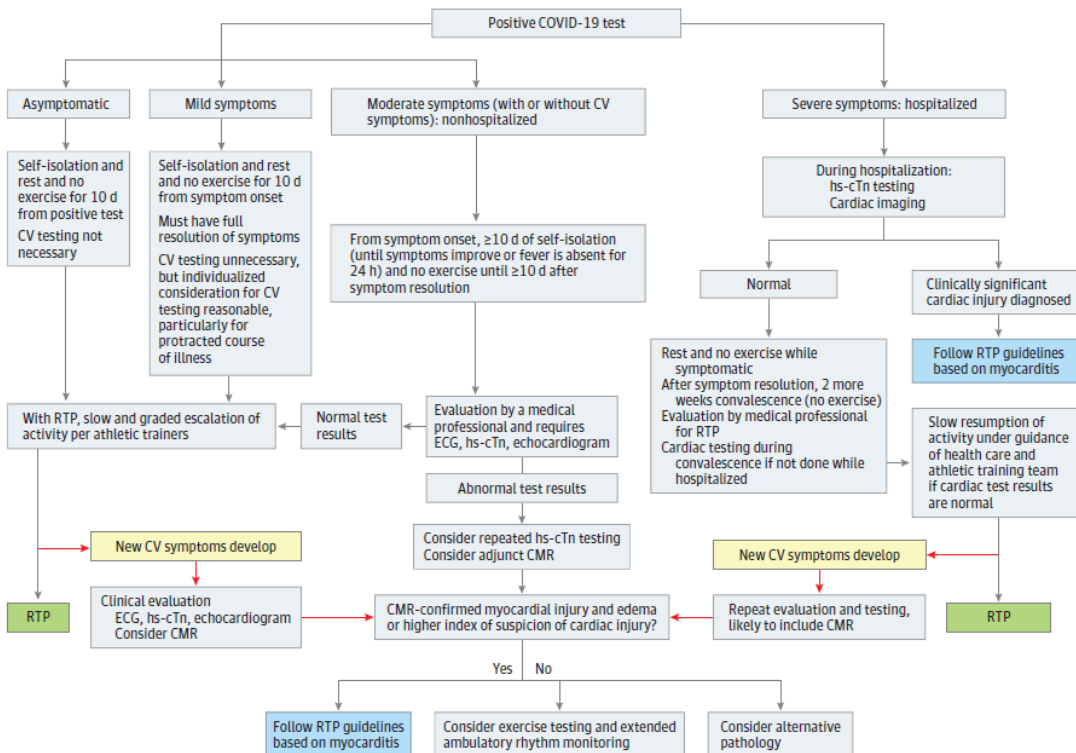 Positive COVID-19 test
Asymptomatic
Mild symptoms
Moderate symptoms (with or without CV
symptoms): nonhospitalized
Severe symptoms: hospitalized
Self-isolation and
rest and no
exercise for 10 d
from positive test
CV testing not
necessary
Self-isolation and rest
and no exercise for 10 d
from symptom onset
Must have full
resolution of symptoms
CV testing unnecessary,
but individualized
consideration for CV
testing reasonable,
particularly for
protracted course
of illness
From symptom onset, ≥10 d of self-isolation
(until symptoms improve or fever is absent for
24 h) and no exercise until ≥10 d after
symptom resolution
During hospitalization:
hs-cTn testing
Cardiac imaging
Normal
Clinically significant
cardiac injury diagnosed
Rest and no exercise while
symptomatic
After symptom resolution, 2 more
weeks convalescence (no exercise)
Evaluation by medical professional
for RTP
Cardiac testing during
convalescence if not done while
hospitalized
Follow RTP guidelines
based on myocarditis
With RTP, slow and graded escalation of
activity per athletic trainers
Normal test
results
Evaluation by a medical
professional and requires
ECG, hs-cTn, echocardiogram
Slow resumption of
activity under guidance
of health care and
athletic training team
if cardiac test results
are normal
Abnormal test results
Consider repeated hs-cTn testing
Consider adjunct CMR
New CV symptoms develop
New CV symptoms develop
RTP
Clinical evaluation
ECG, hs-cTn, echocardiogram
Consider CMR
CMR-confirmed myocardial injury and edema
or higher index of suspicion of cardiac injury?
Repeat evaluation and testing,
likely to include CMR
RTP
Yes
No
Follow RTP guidelines
based on myocarditis
Consider exercise testing and extended
ambulatory rhythm monitoring
Consider alternative
pathology